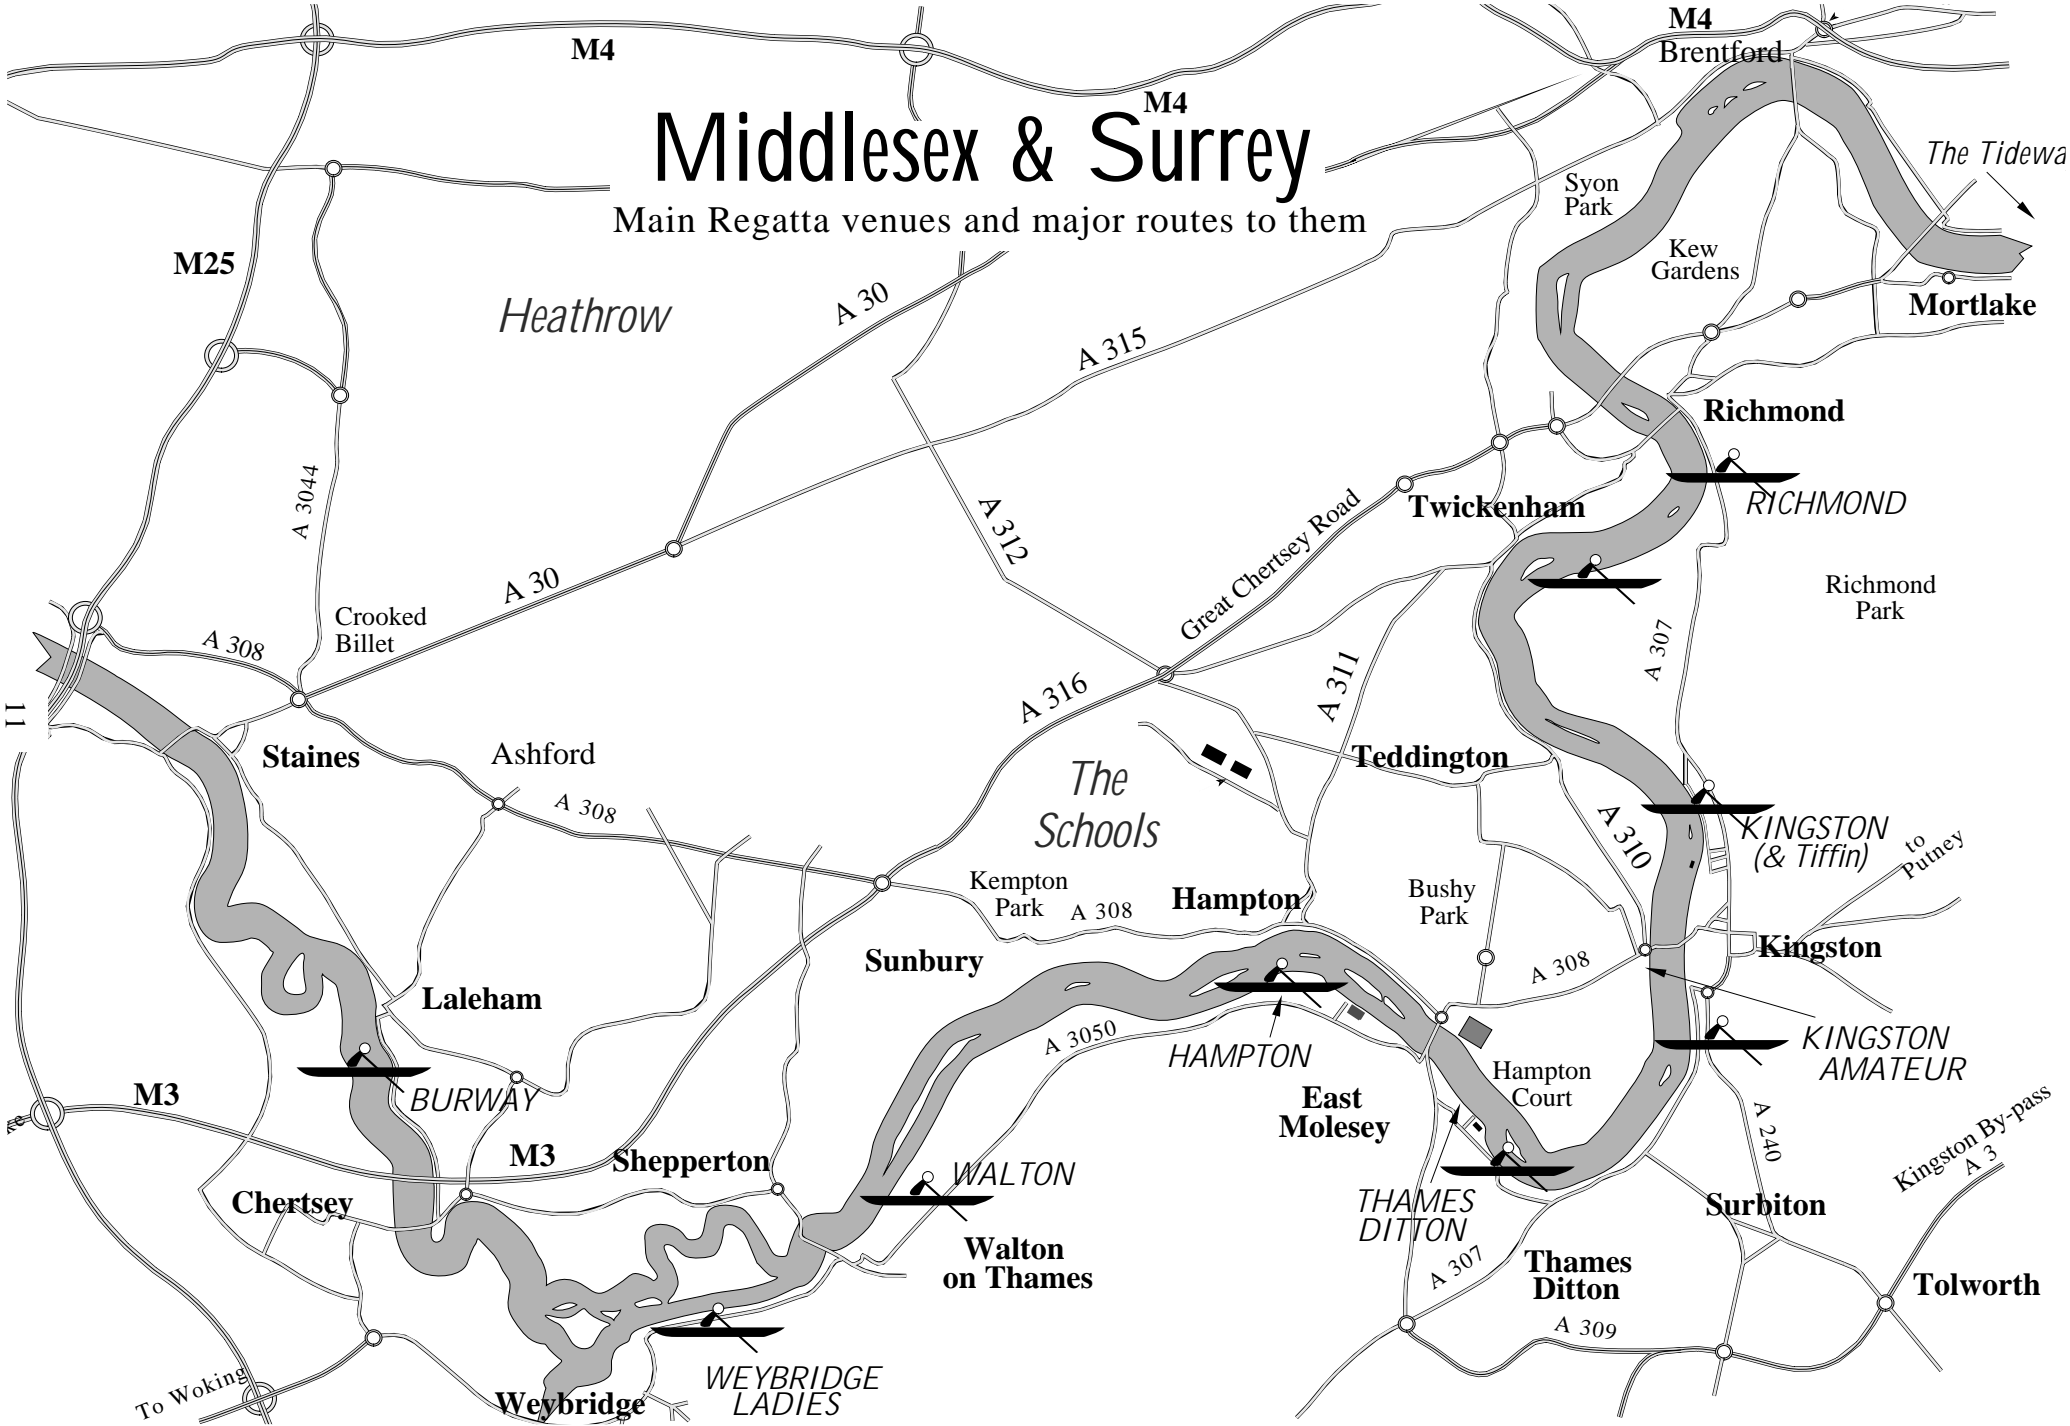 M4
M4
M4
Brentford
Middlesex & Surrey
Main Regatta venues and major routes to them
The Tidewa
Syon
Park
Kew
Gardens
M25
Heathrow
A 30
A 315
Mortlake
Richmond
RICHMOND
A 3044
A 312
Great Chertsey Road
Twickenham
A 30
Crooked
Billet
A 308
Richmond
Park
A 307
A 311
A 316
11
Staines
Ashford
The
Schools
Teddington
A 308
A 310
KINGSTON
(& Tiffin)
to
Putney
Kempton
Park
A 308
Hampton
Bushy
Park
Sunbury
A 308
Kingston
Laleham
A 3050
HAMPTON
KINGSTON
AMATEUR
Hampton
Court
East
Molesey
M3
BURWAY
A 240
Kingston By-pass
A 3
M3
Shepperton
WALTON
Chertsey
THAMES
DITTON
Surbiton
Walton
on Thames
A 307
Thames
Ditton
Tolworth
A 309
To Woking
Weybridge
WEYBRIDGE
LADIES